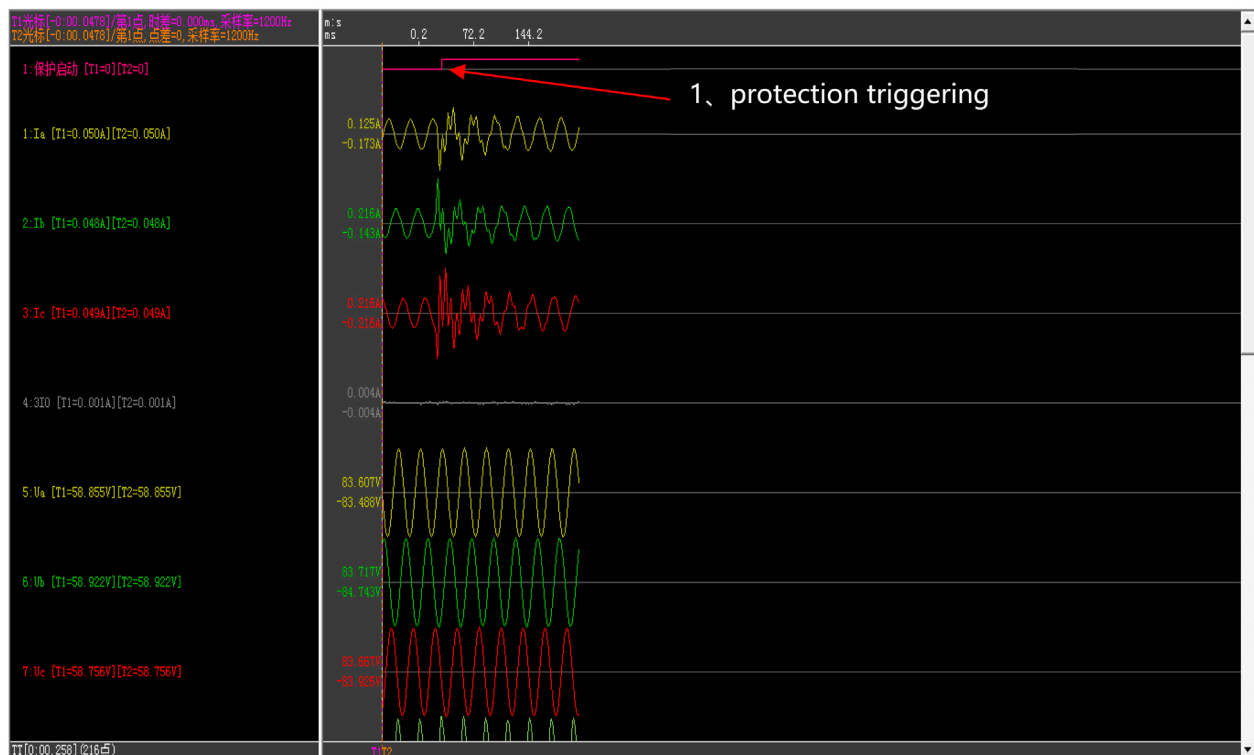 T1光标[-0:00.0478]/第1点,时差=0.000ms,采样率=1200Hz
T2光标[-0:00.0478]/第1点,点差=0,采样率=1200Hz
m:s
ms 0.2 72.2 144.2
1:保护启动 [T1=0][T2=0]
1、protection triggering
1:Ia [T1=0.050A][T2=0.050A]
0.125A
-0.173A
2:Ib [T1=0.048A][T2=0.048A]
0.216A
-0.143A
3:Ic [T1=0.049A][T2=0.049A]
0.216A
-0.216A
4:3I0 [T1=0.001A][T2=0.001A]
0.004A
-0.004A
5:Ua [T1=58.855V][T2=58.855V]
83.607V
-83.488V
6:Ub [T1=58.922V][T2=58.922V]
83.717V
-84.743V
7:Uc [T1=58.756V][T2=58.756V]
83.667V
-83.926V
TT[0:00.258](216点)
T1T2